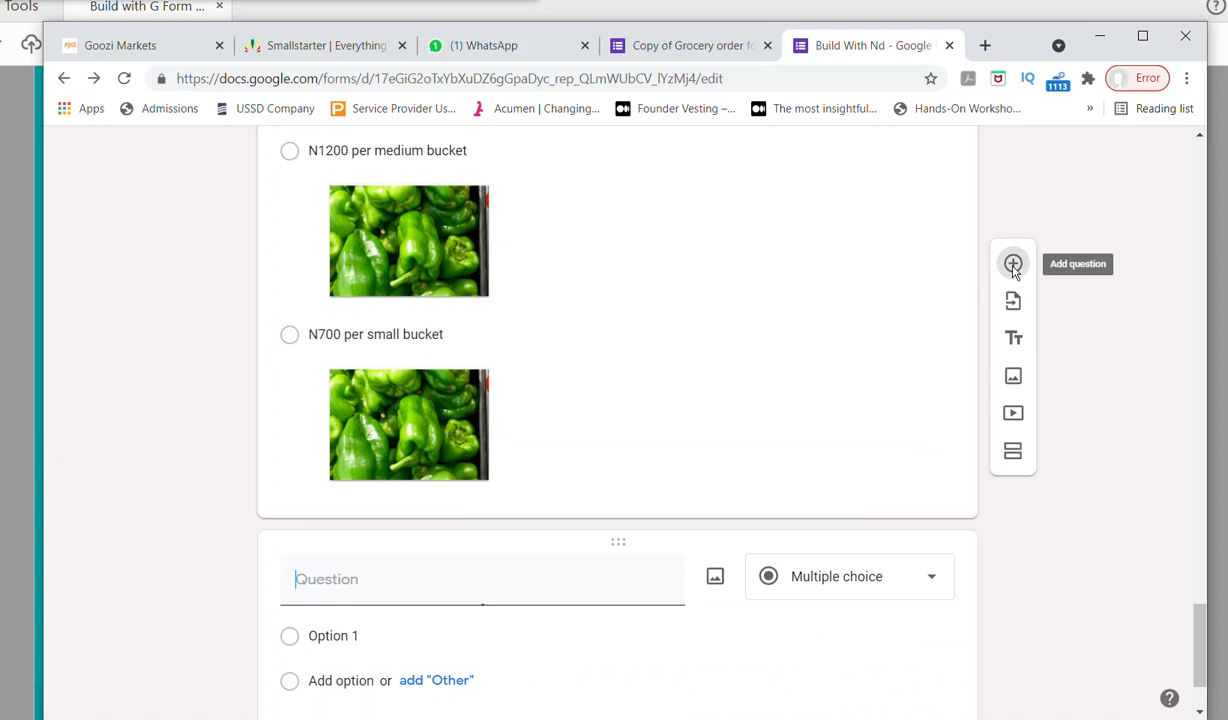 Tools
Build with G Form ... ×
Goozi Markets
Smallstarter | Everything
(1) WhatsApp
Copy of Grocery order fo
Build With Nd - Google
https://docs.google.com/forms/d/17eGiG2oTxYbXuDZ6gGpaDyc_rep_QLmWUbCV_lYzMj4/edit
IQ
1113
Error
Apps
Admissions
USSD Company
Service Provider Us...
Acumen | Changing...
Founder Vesting –...
The most insightful...
Hands-On Worksho...
»
Reading list
N1200 per medium bucket
Add question
N700 per small bucket
Tт
Question
Multiple choice
Option 1
Add option or add "Other"